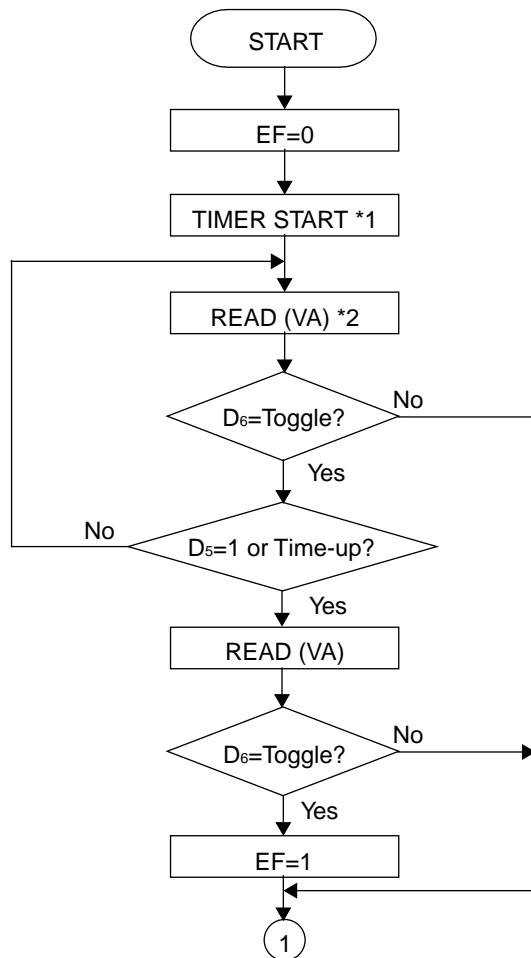 START
EF=0
TIMER START *1
READ (VA) *2
D6=Toggle?
No
Yes
D5=1 or Time-up?
No
Yes
READ (VA)
D6=Toggle?
No
Yes
EF=1
1